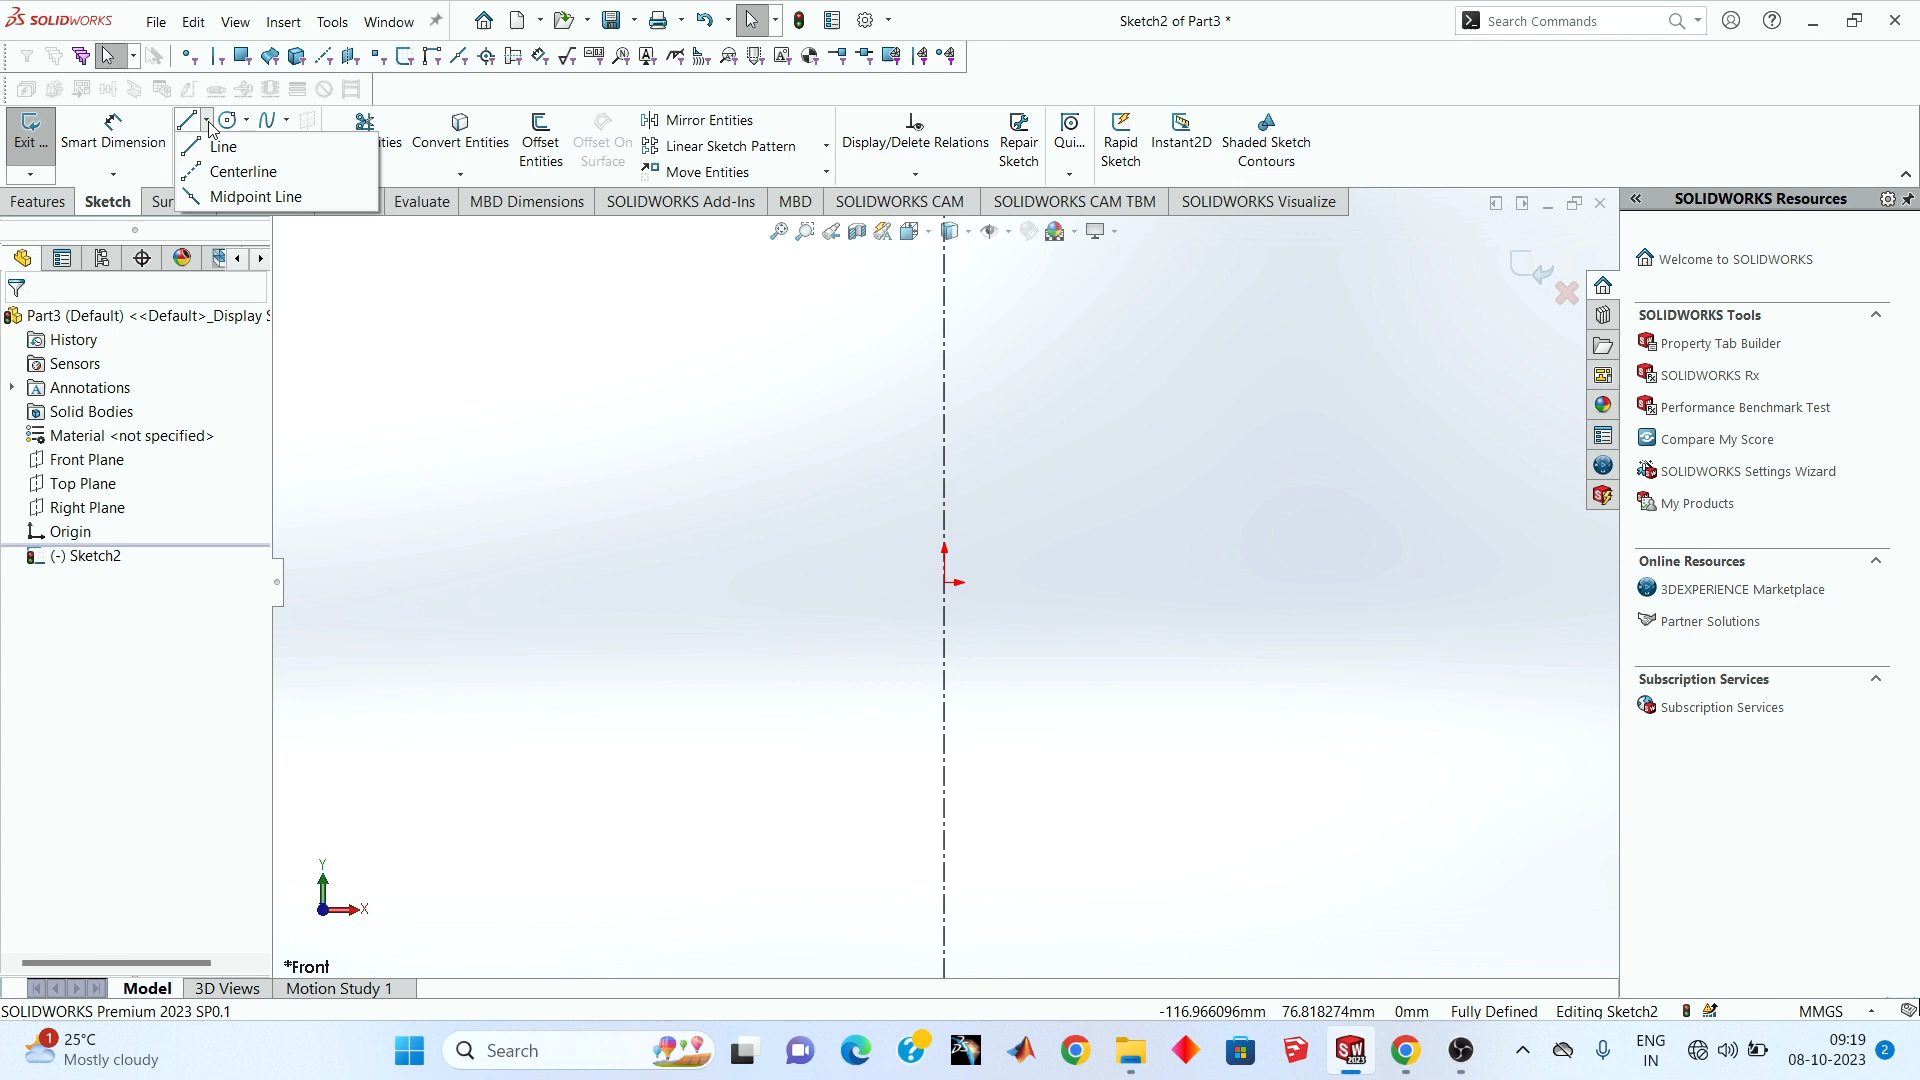 SOLIDWORKS File Edit View Insert Tools Window
Sketch2 of Part3 *
Search Commands
Exit ... Smart Dimension
Line
Centerline
Midpoint Line
ities Convert Entities Offset Entities Offset On Surface
Mirror Entities
Linear Sketch Pattern
Move Entities
Display/Delete Relations Repair Sketch Qui... Rapid Sketch Instant2D Shaded Sketch Contours
Features Sketch Sur Evaluate MBD Dimensions SOLIDWORKS Add-Ins MBD SOLIDWORKS CAM SOLIDWORKS CAM TBM SOLIDWORKS Visualize
Part3 (Default) <<Default>_Display S
History
Sensors
Annotations
Solid Bodies
Material <not specified>
Front Plane
Top Plane
Right Plane
Origin
(-) Sketch2
Y
X
*Front
SOLIDWORKS Resources
Welcome to SOLIDWORKS
SOLIDWORKS Tools
Property Tab Builder
SOLIDWORKS Rx
Performance Benchmark Test
Compare My Score
SOLIDWORKS Settings Wizard
My Products
Online Resources
3DEXPERIENCE Marketplace
Partner Solutions
Subscription Services
Subscription Services
Model 3D Views Motion Study 1
SOLIDWORKS Premium 2023 SP0.1
-116.966096mm 76.818274mm 0mm Fully Defined Editing Sketch2 MMGS
1 25°C
Mostly cloudy
Search
SW 2023
ENG
IN
09:19
08-10-2023
2